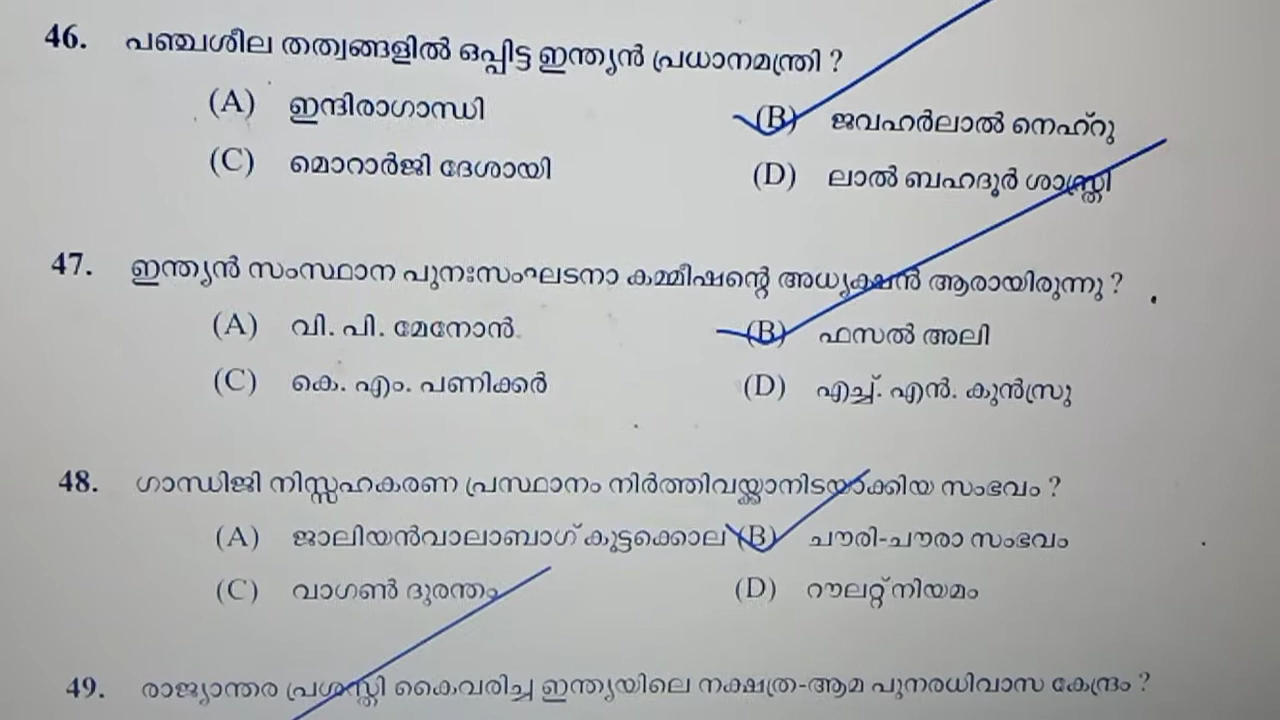 46. പഞ്ചശീല തത്വങ്ങളിൽ ഒപ്പിട്ട ഇന്ത്യൻ പ്രധാനമന്ത്രി ?
(A) ഇന്ദിരാഗാന്ധി (B) ജവഹർലാൽ നെഹ്റു
(C) മൊറാർജി ദേശായി (D) ലാൽ ബഹദൂർ ശാസ്ത്രി
47. ഇന്ത്യൻ സംസ്ഥാന പുനഃസംഘടനാ കമ്മീഷന്റെ അധ്യക്ഷൻ ആരായിരുന്നു ?
(A) വി. പി. മേനോൻ (B) ഫസൽ അലി
(C) കെ. എം. പണിക്കർ (D) എച്ച്. എൻ. കുൻസ്രു
48. ഗാന്ധിജി നിസ്സഹകരണ പ്രസ്ഥാനം നിർത്തിവയ്ക്കാനിടയാക്കിയ സംഭവം ?
(A) ജാലിയൻവാലാബാഗ് കൂട്ടക്കൊല (B) ചൗരി-ചൗരാ സംഭവം
(C) വാഗൺ ദുരന്തം (D) റൗലറ്റ് നിയമം
49. രാജ്യാന്തര പ്രശസ്തി കൈവരിച്ച ഇന്ത്യയിലെ നക്ഷത്ര-ആമ പുനരധിവാസ കേന്ദ്രം ?